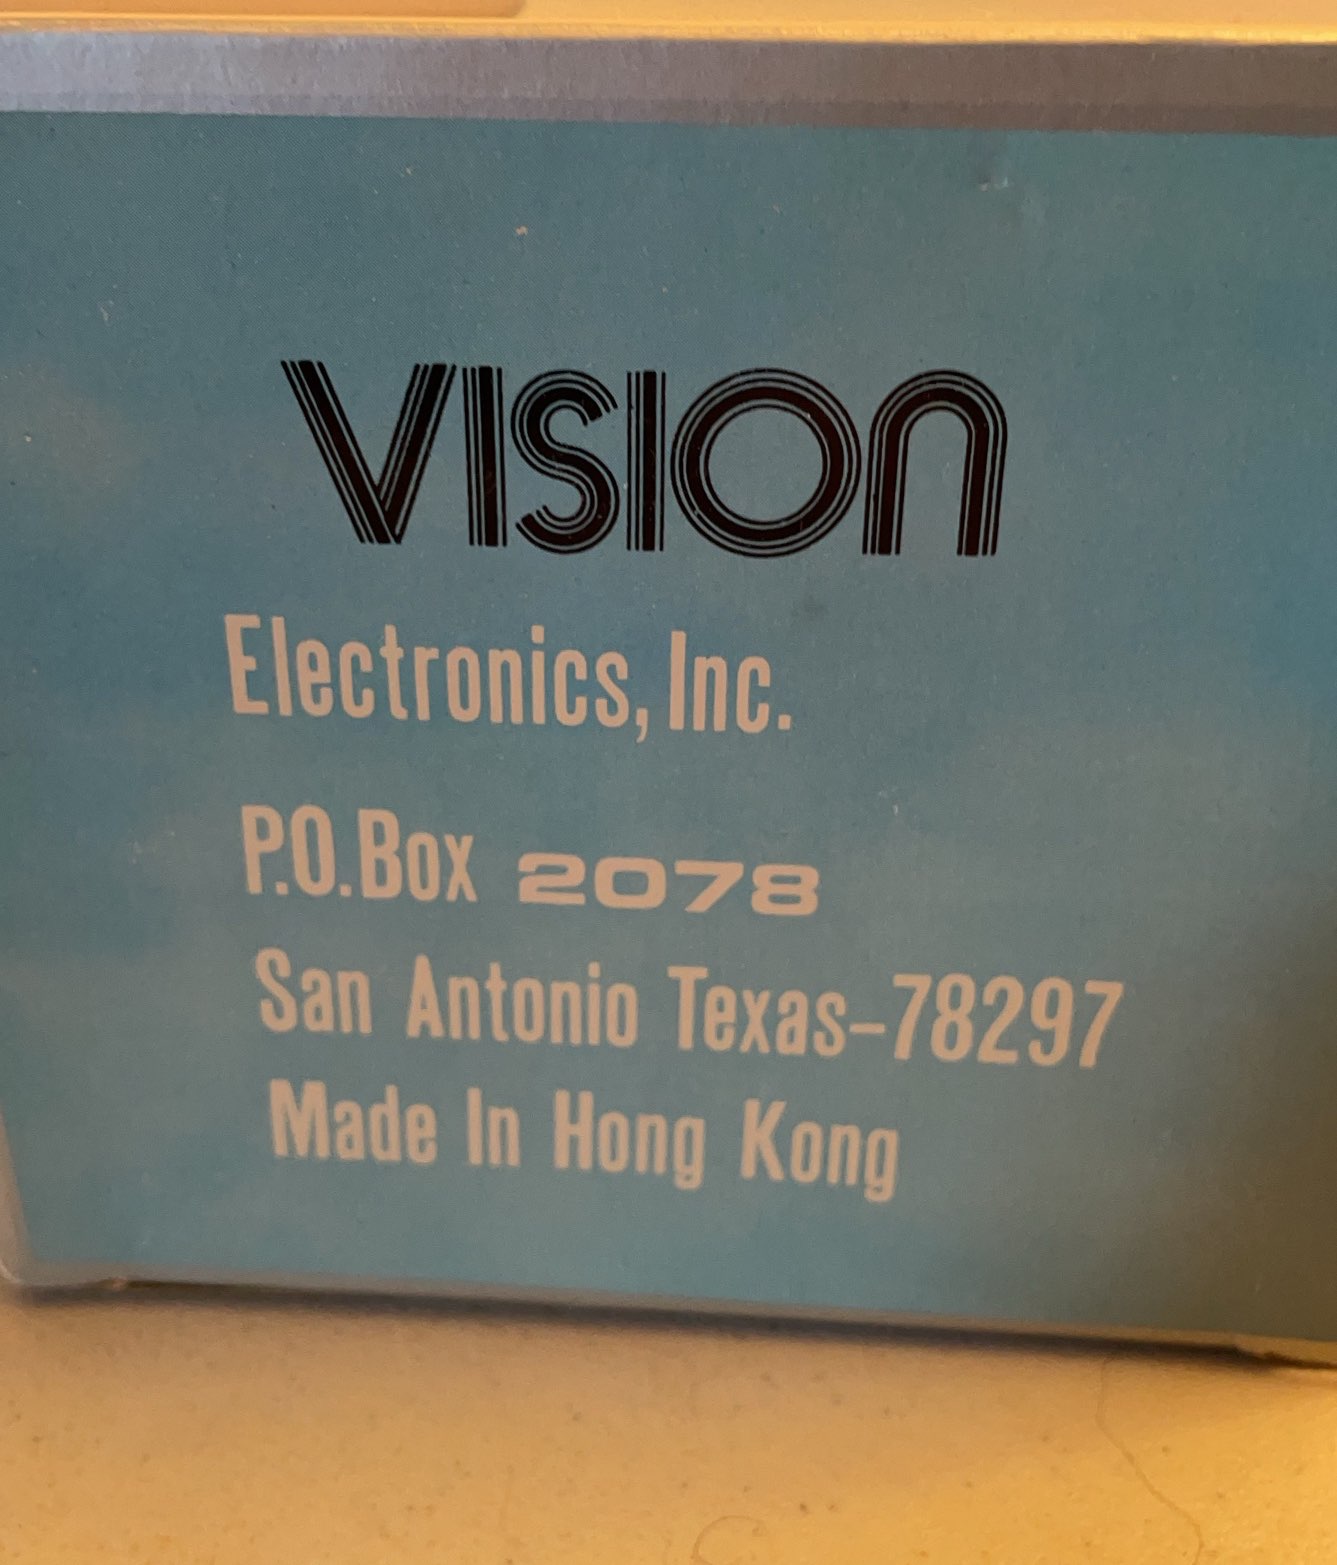 VISION
Electronics, Inc.
P.O.Box 2078
San Antonio Texas-78297
Made In Hong Kong